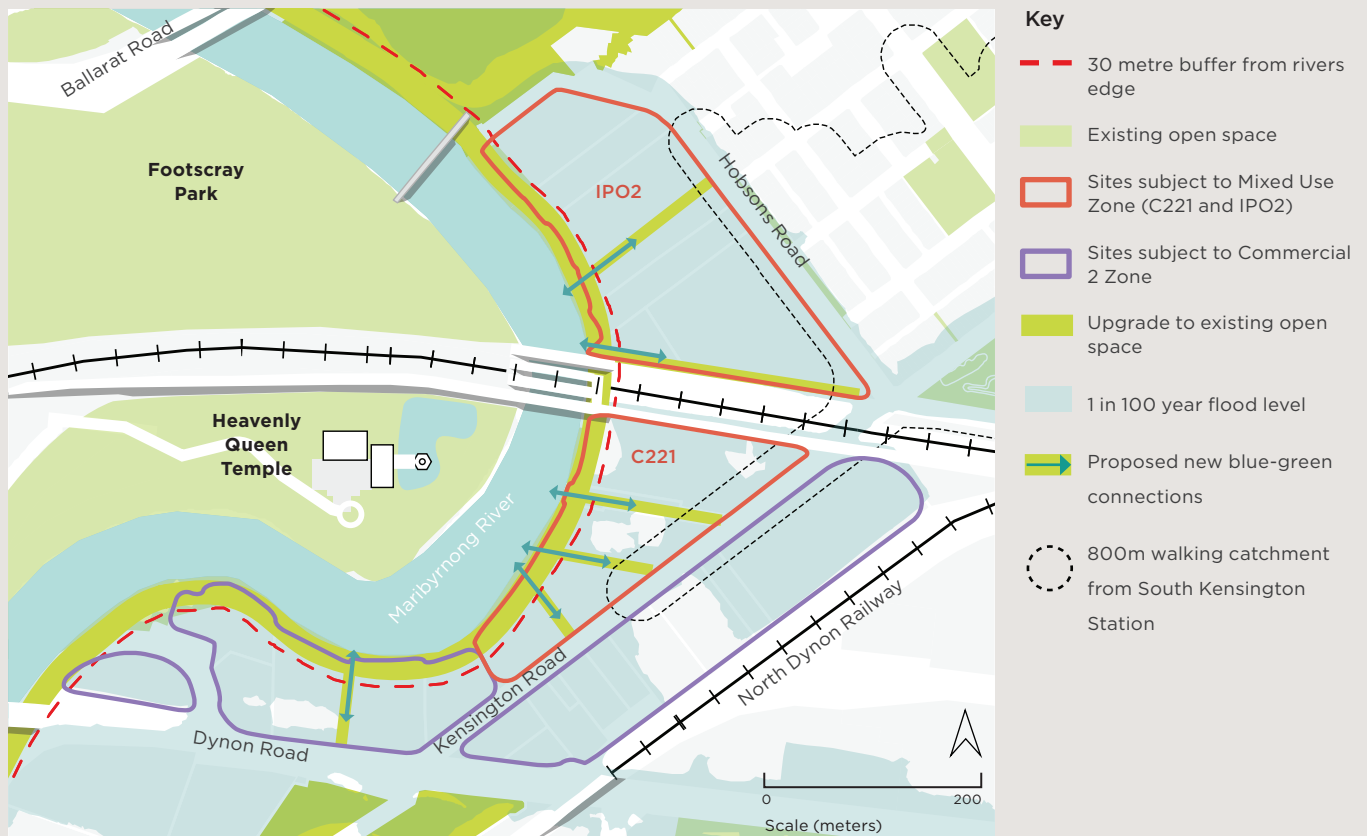 Ballarat Road
Footscray
Park
IPO2
Hobsons Road
Heavenly
Queen
Temple
C221
Maribyrnong River
Kensington Road
North Dynon Railway
Dynon Road
0
200
Scale (meters)
Key
30 metre buffer from rivers
edge
Existing open space
Sites subject to Mixed Use
Zone (C221 and IPO2)
Sites subject to Commercial
2 Zone
Upgrade to existing open
space
1 in 100 year flood level
Proposed new blue-green
connections
800m walking catchment
from South Kensington
Station